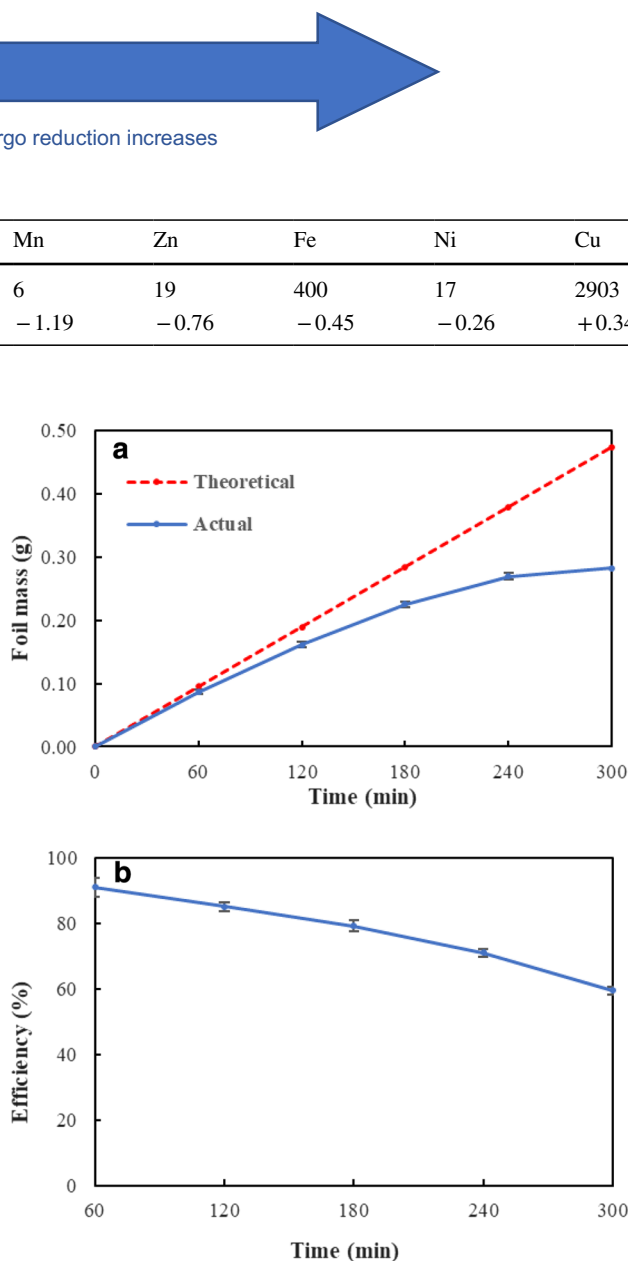 rgo reduction increases
Mn Zn Fe Ni Cu
6 19 400 17 2903
−1.19 −0.76 −0.45 −0.26 +0.34
0.50
a
Theoretical
0.40
Actual
0.30
0.20
0.10
0.00
Foil mass (g)
0 60 120 180 240 300
Time (min)
100
b
80
60
40
20
0
Efficiency (%)
60 120 180 240 300
Time (min)